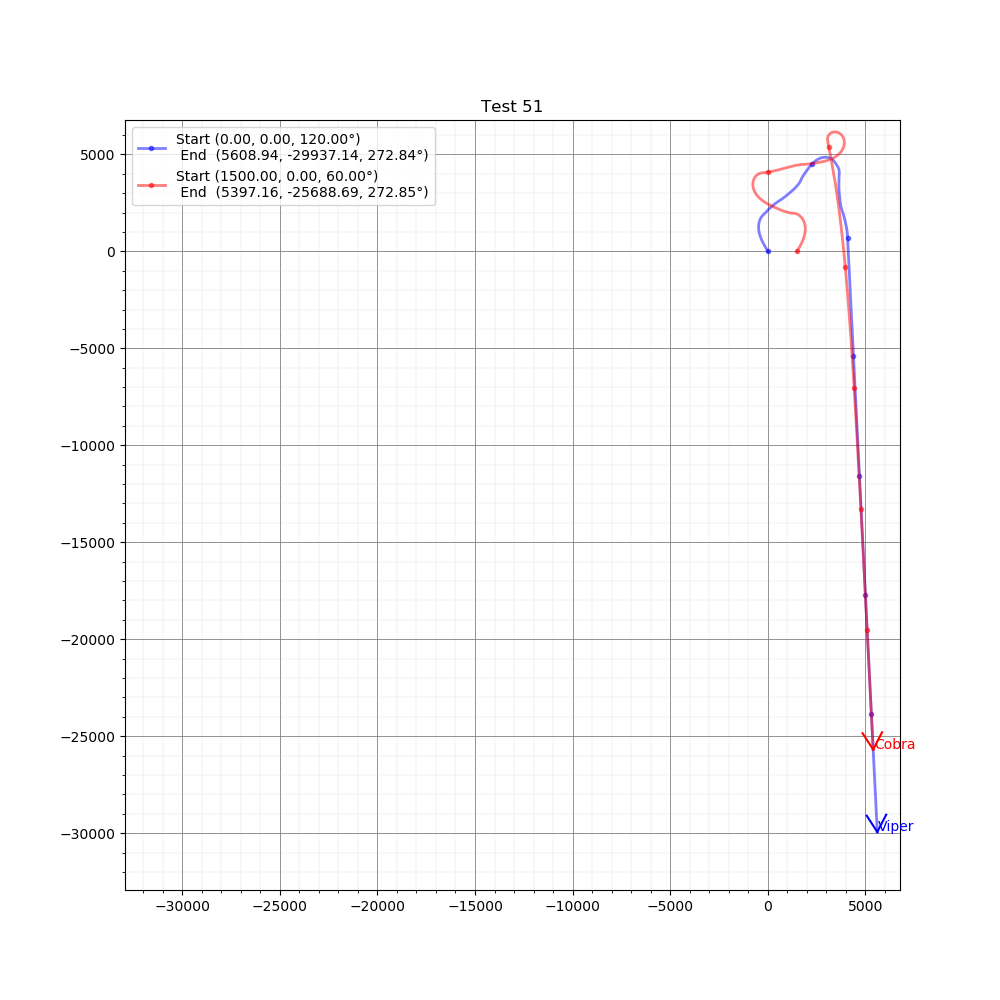 Test 51
Start (0.00, 0.00, 120.00°)
End  (5608.94, -29937.14, 272.84°)
Start (1500.00, 0.00, 60.00°)
End  (5397.16, -25688.69, 272.85°)
5000
0
−5000
−10000
−15000
−20000
−25000
−30000
Cobra
Viper
−30000 −25000 −20000 −15000 −10000 −5000 0 5000